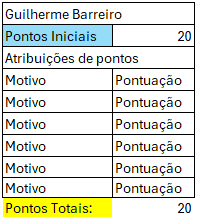 Guilherme Barreiro
Pontos Iniciais 20
Atribuições de pontos
Motivo Pontuação
Motivo Pontuação
Motivo Pontuação
Motivo Pontuação
Motivo Pontuação
Motivo Pontuação
Pontos Totais: 20